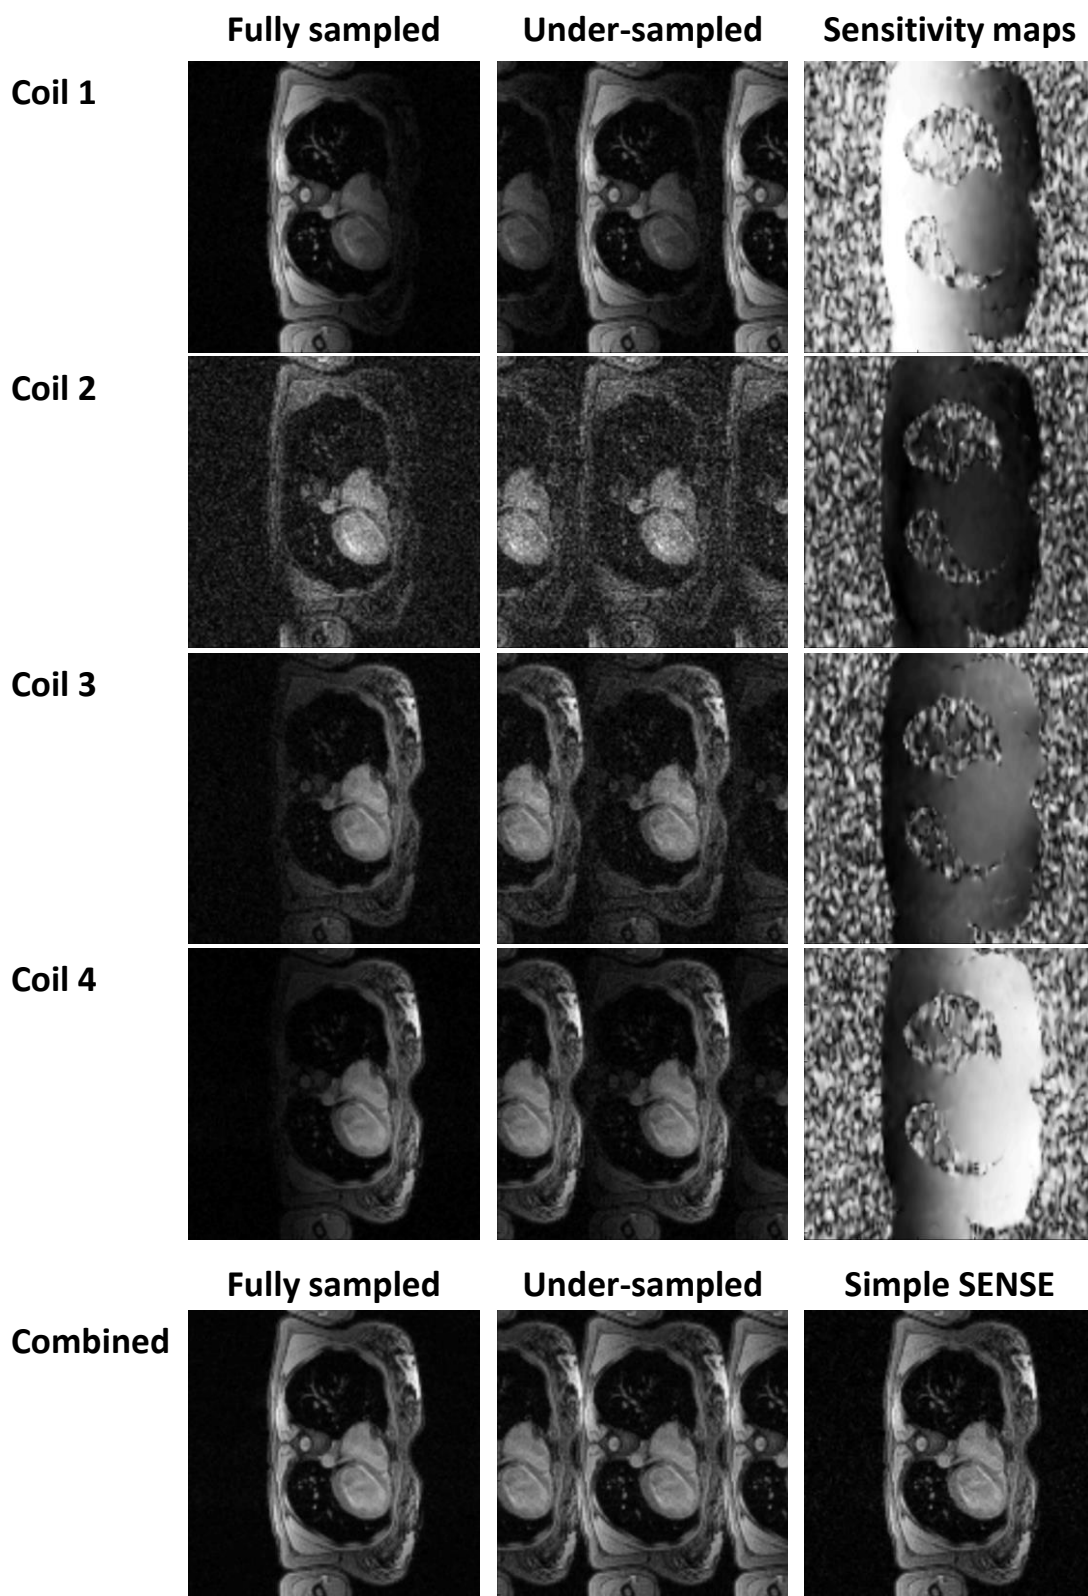 Fully sampled Under-sampled Sensitivity maps
Coil 1
Coil 2
Coil 3
Coil 4
Fully sampled Under-sampled Simple SENSE
Combined